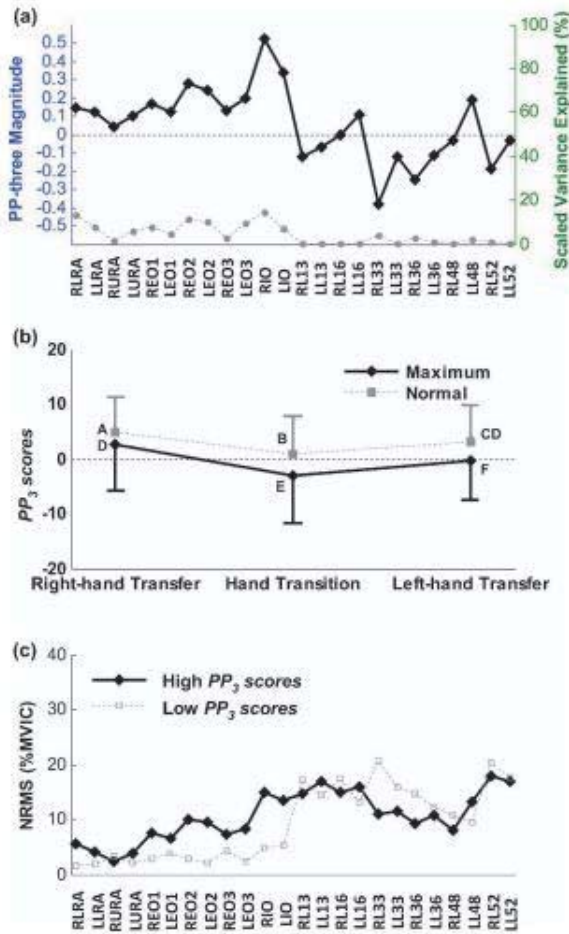 (a)
PP-three Magnitude
0.5
0.4
0.3
0.2
0.1
0
-0.1
-0.2
-0.3
-0.4
-0.5
Scaled Variance Explained (%)
100
80
60
40
20
0
RLRA
LLRA
RURA
LURA
REO1
LEO1
REO2
LEO2
REO3
LEO3
RIO
LIO
RL13
LL13
RL16
LL16
RL33
LL33
RL36
LL36
RL48
LL48
RL52
LL52
(b)
PP3 scores
20
10
0
-10
-20
Maximum
Normal
A
D
B
E
CD
F
Right-hand Transfer Hand Transition Left-hand Transfer
(c)
NRMS (%MVIC)
High PP3 scores
Low PP3 scores
40
30
20
10
0
RLRA
LLRA
RURA
LURA
REO1
LEO1
REO2
LEO2
REO3
LEO3
RIO
LIO
RL13
LL13
RL16
LL16
RL33
LL33
RL36
LL36
RL48
LL48
RL52
LL52